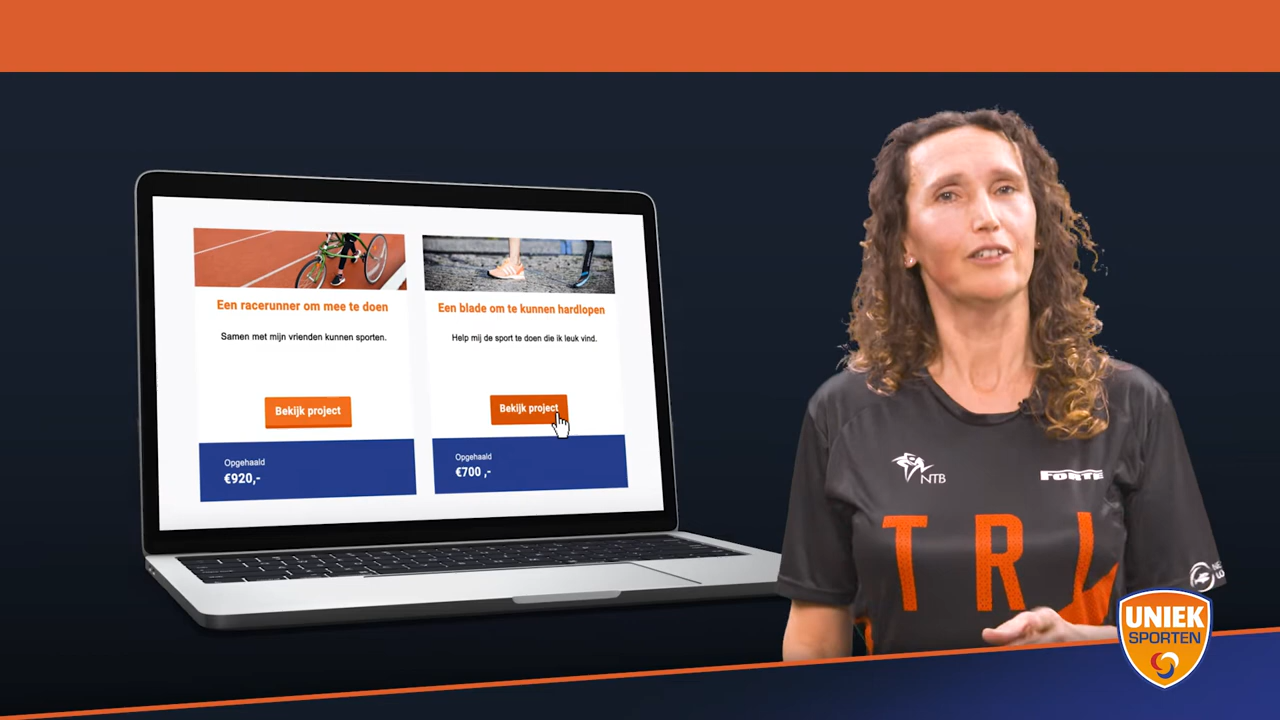 Een racerunner om mee te doen
Samen met mijn vrienden kunnen sporten.
Bekijk project
Opgehaald
€920,-
Een blade om te kunnen hardlopen
Help mij de sport te doen die ik leuk vind.
Bekijk project
Opgehaald
€700 ,-
NTB
FORTE
TRI
UNIEK
SPORTEN